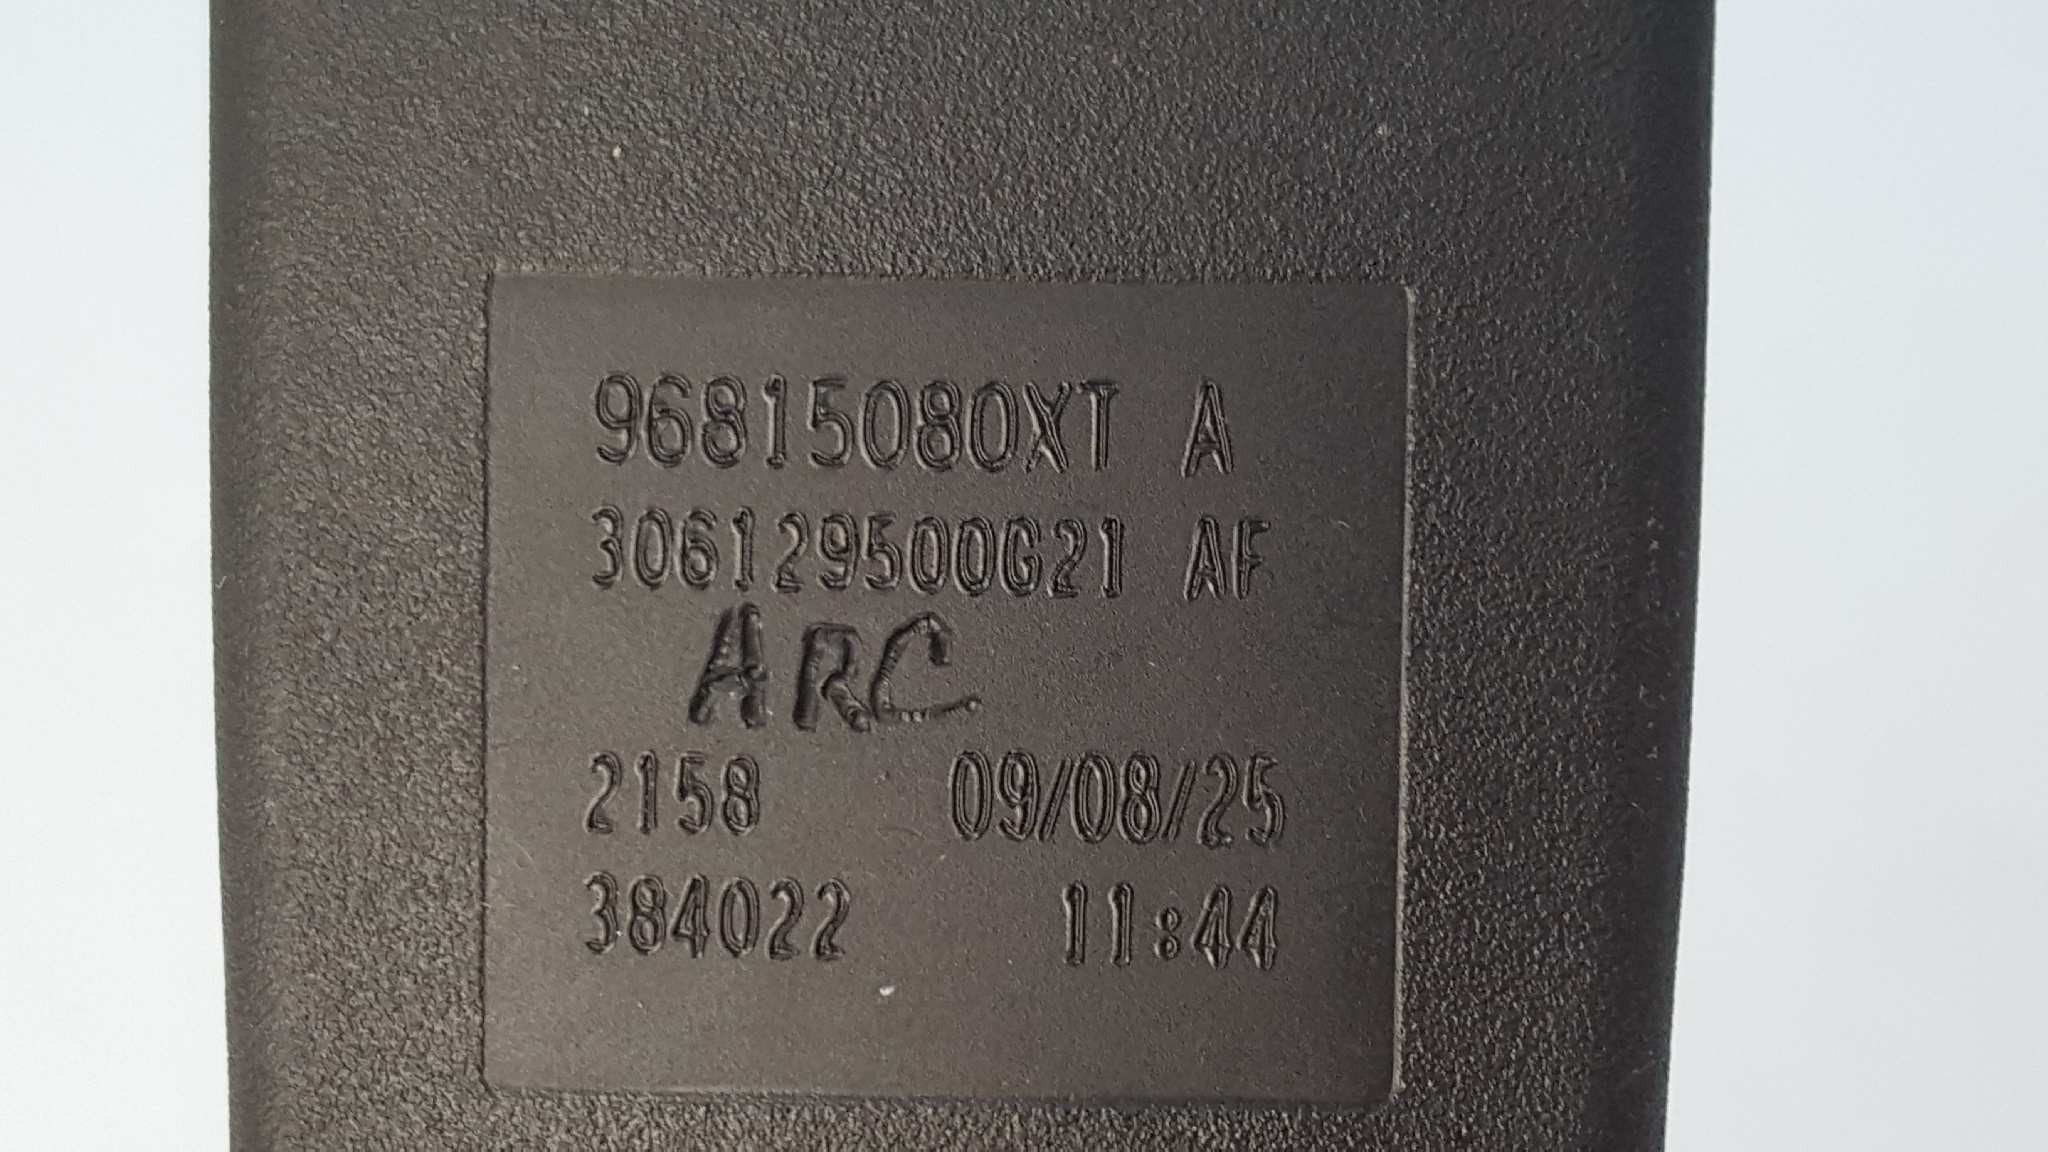 96815080XT A
306129500G21 AF
ARC
2158 09/08/25
384022 11:44